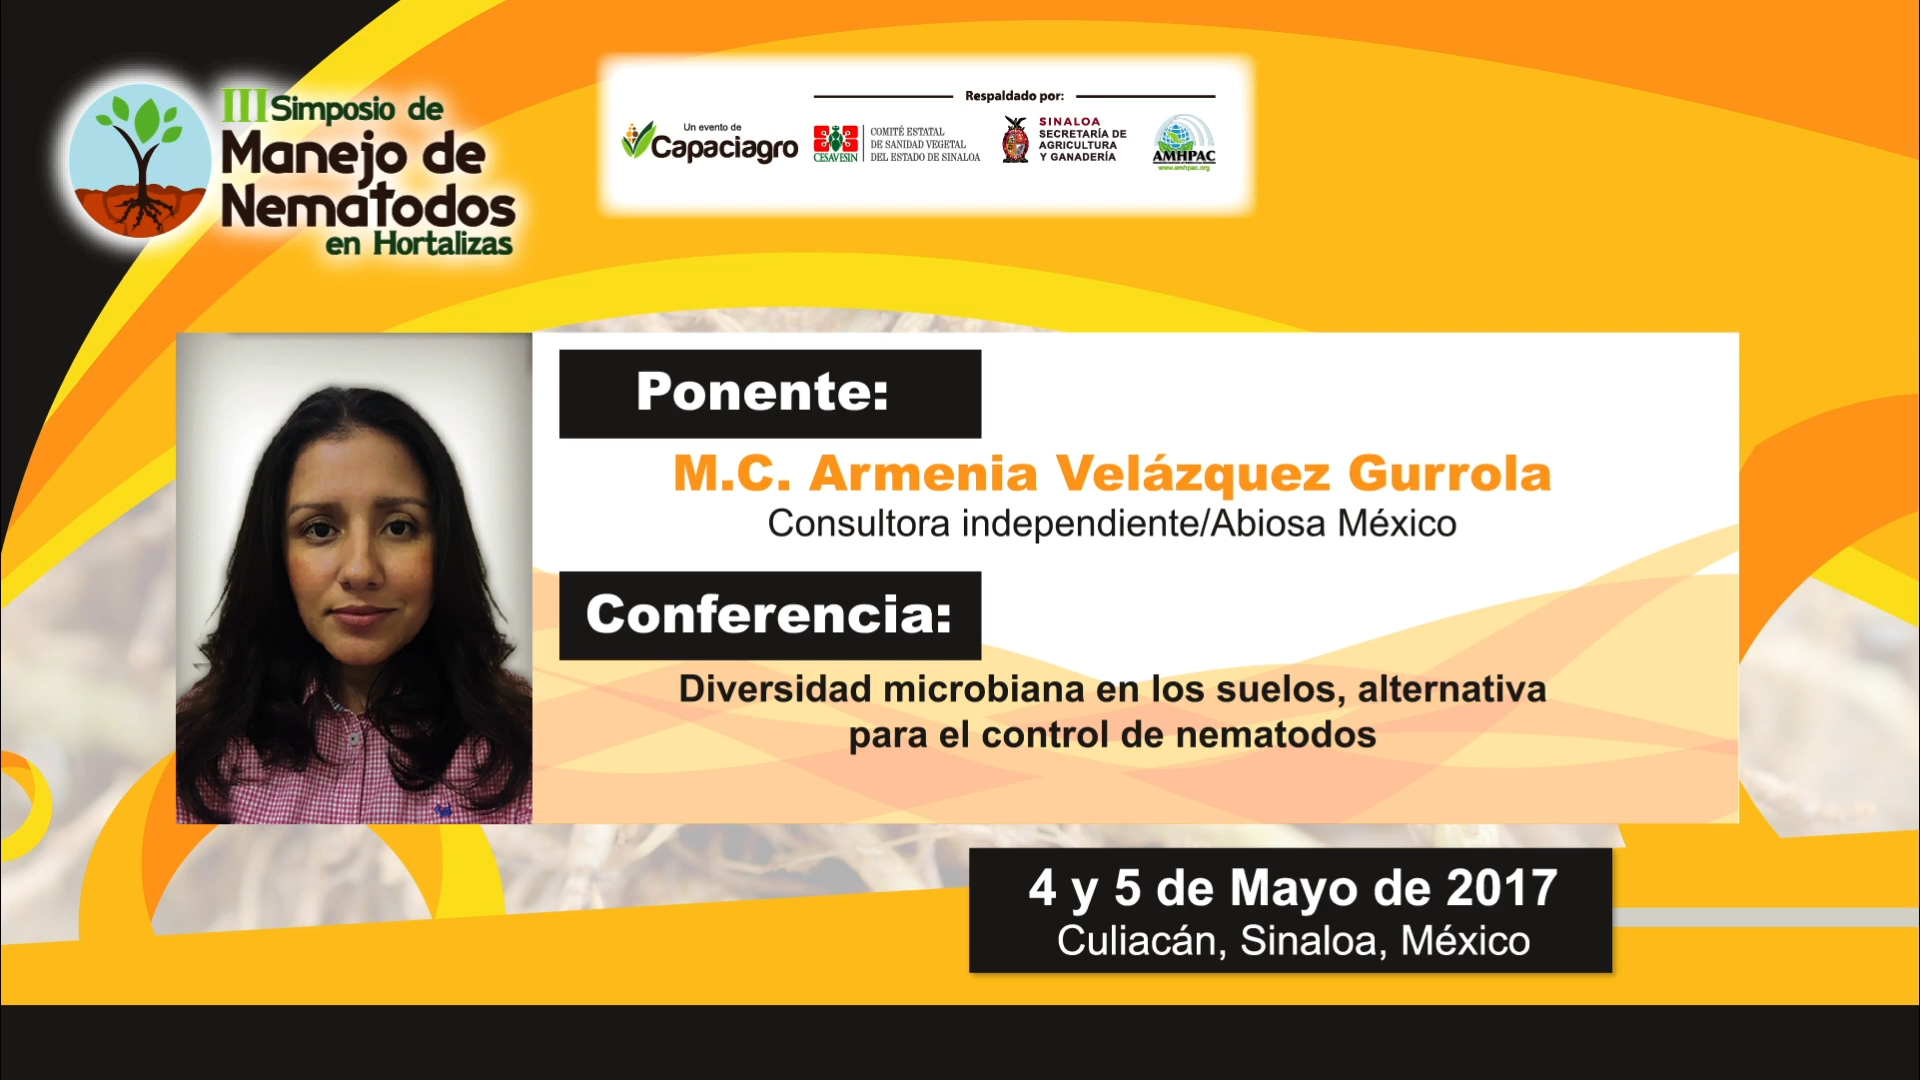 III Simposio de
Manejo de
Nematodos
en Hortalizas
Respaldado por:
Un evento de
Capaciagro
CESAVESIN
COMITÉ ESTATAL
DE SANIDAD VEGETAL
DEL ESTADO DE SINALOA
SINALOA
SECRETARÍA DE
AGRICULTURA
Y GANADERÍA
AMHPAC
www.amhpac.org
Ponente:
M.C. Armenia Velázquez Gurrola
Consultora independiente/Abiosa México
Conferencia:
Diversidad microbiana en los suelos, alternativa
para el control de nematodos
4 y 5 de Mayo de 2017
Culiacán, Sinaloa, México